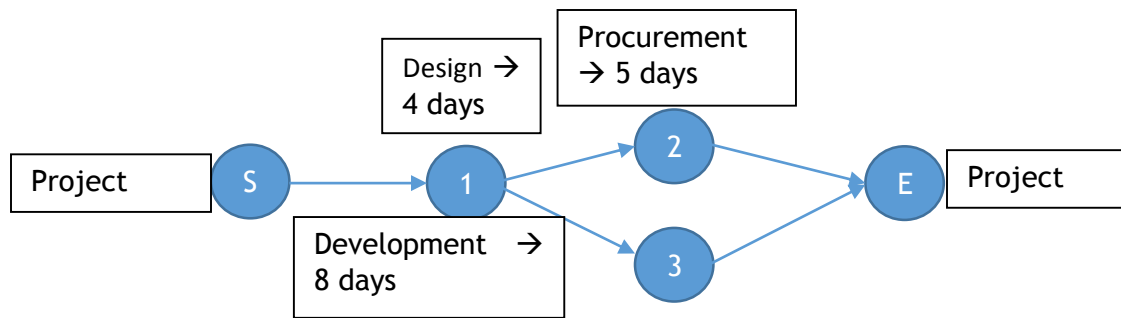 Procurement
→ 5 days
Design →
4 days
Project
S
1
2
E
Project
Development →
8 days
3